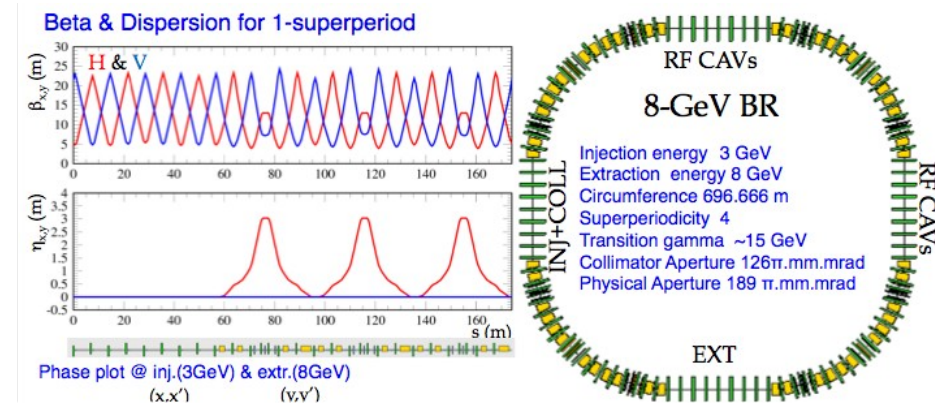 Beta & Dispersion for 1-superperiod
H & V
βx,y (m)
30
25
20
15
10
5
0
0 20 40 60 80 100 120 140 160
ηx,y (m)
4
3.5
3
2.5
2
1.5
1
0.5
0
-0.5
0 20 40 60 80 100 120 140 160
s (m)
Phase plot @ inj.(3GeV) & extr.(8GeV)
(x,x') (y,y')
RF CAVs
8-GeV BR
Injection energy 3 GeV
Extraction energy 8 GeV
Circumference 696.666 m
Superperiodicity 4
Transition gamma ~15 GeV
Collimator Aperture 126π.mm.mrad
Physical Aperture 189 π.mm.mrad
INJ+COLL
RF CAVs
EXT